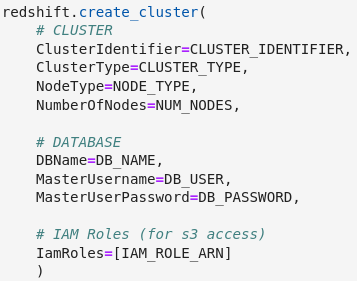 redshift.create_cluster(
    # CLUSTER
    ClusterIdentifier=CLUSTER_IDENTIFIER,
    ClusterType=CLUSTER_TYPE,
    NodeType=NODE_TYPE,
    NumberOfNodes=NUM_NODES,

    # DATABASE
    DBName=DB_NAME,
    MasterUsername=DB_USER,
    MasterUserPassword=DB_PASSWORD,

    # IAM Roles (for s3 access)
    IamRoles=[IAM_ROLE_ARN]
    )